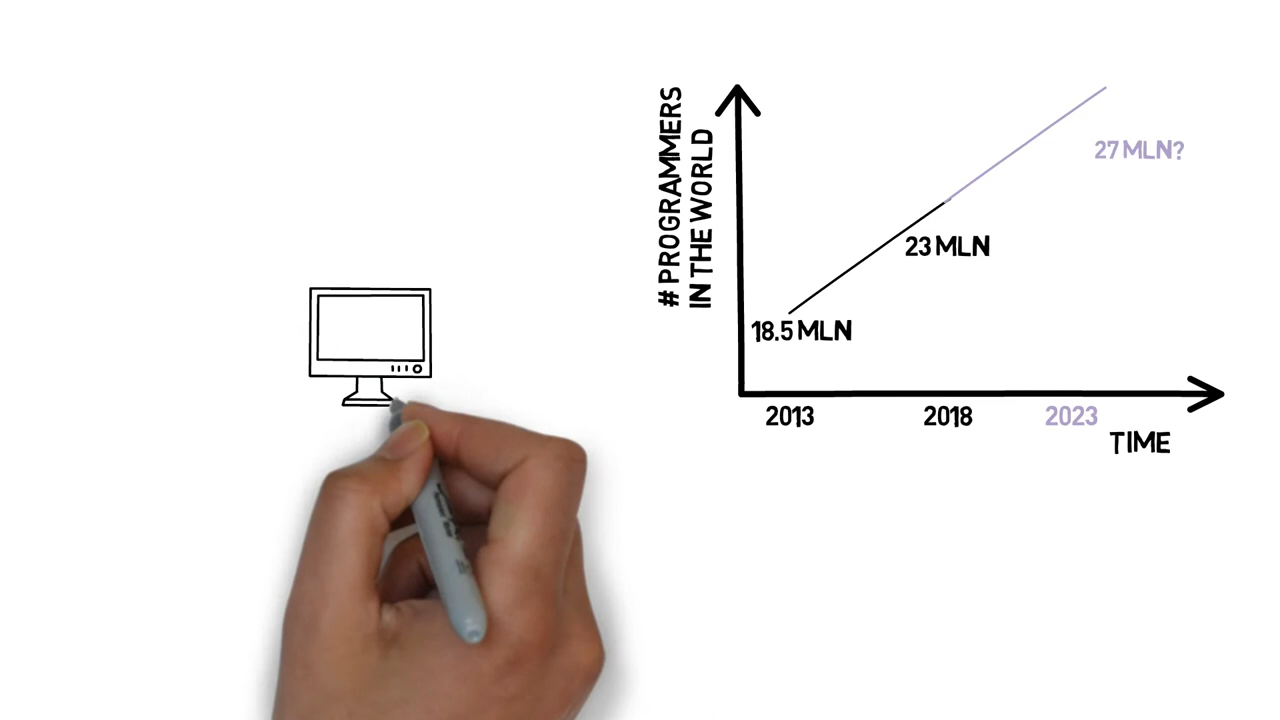 # PROGRAMMERS
IN THE WORLD
27 MLN?
23 MLN
18.5 MLN
2013
2018
2023
TIME